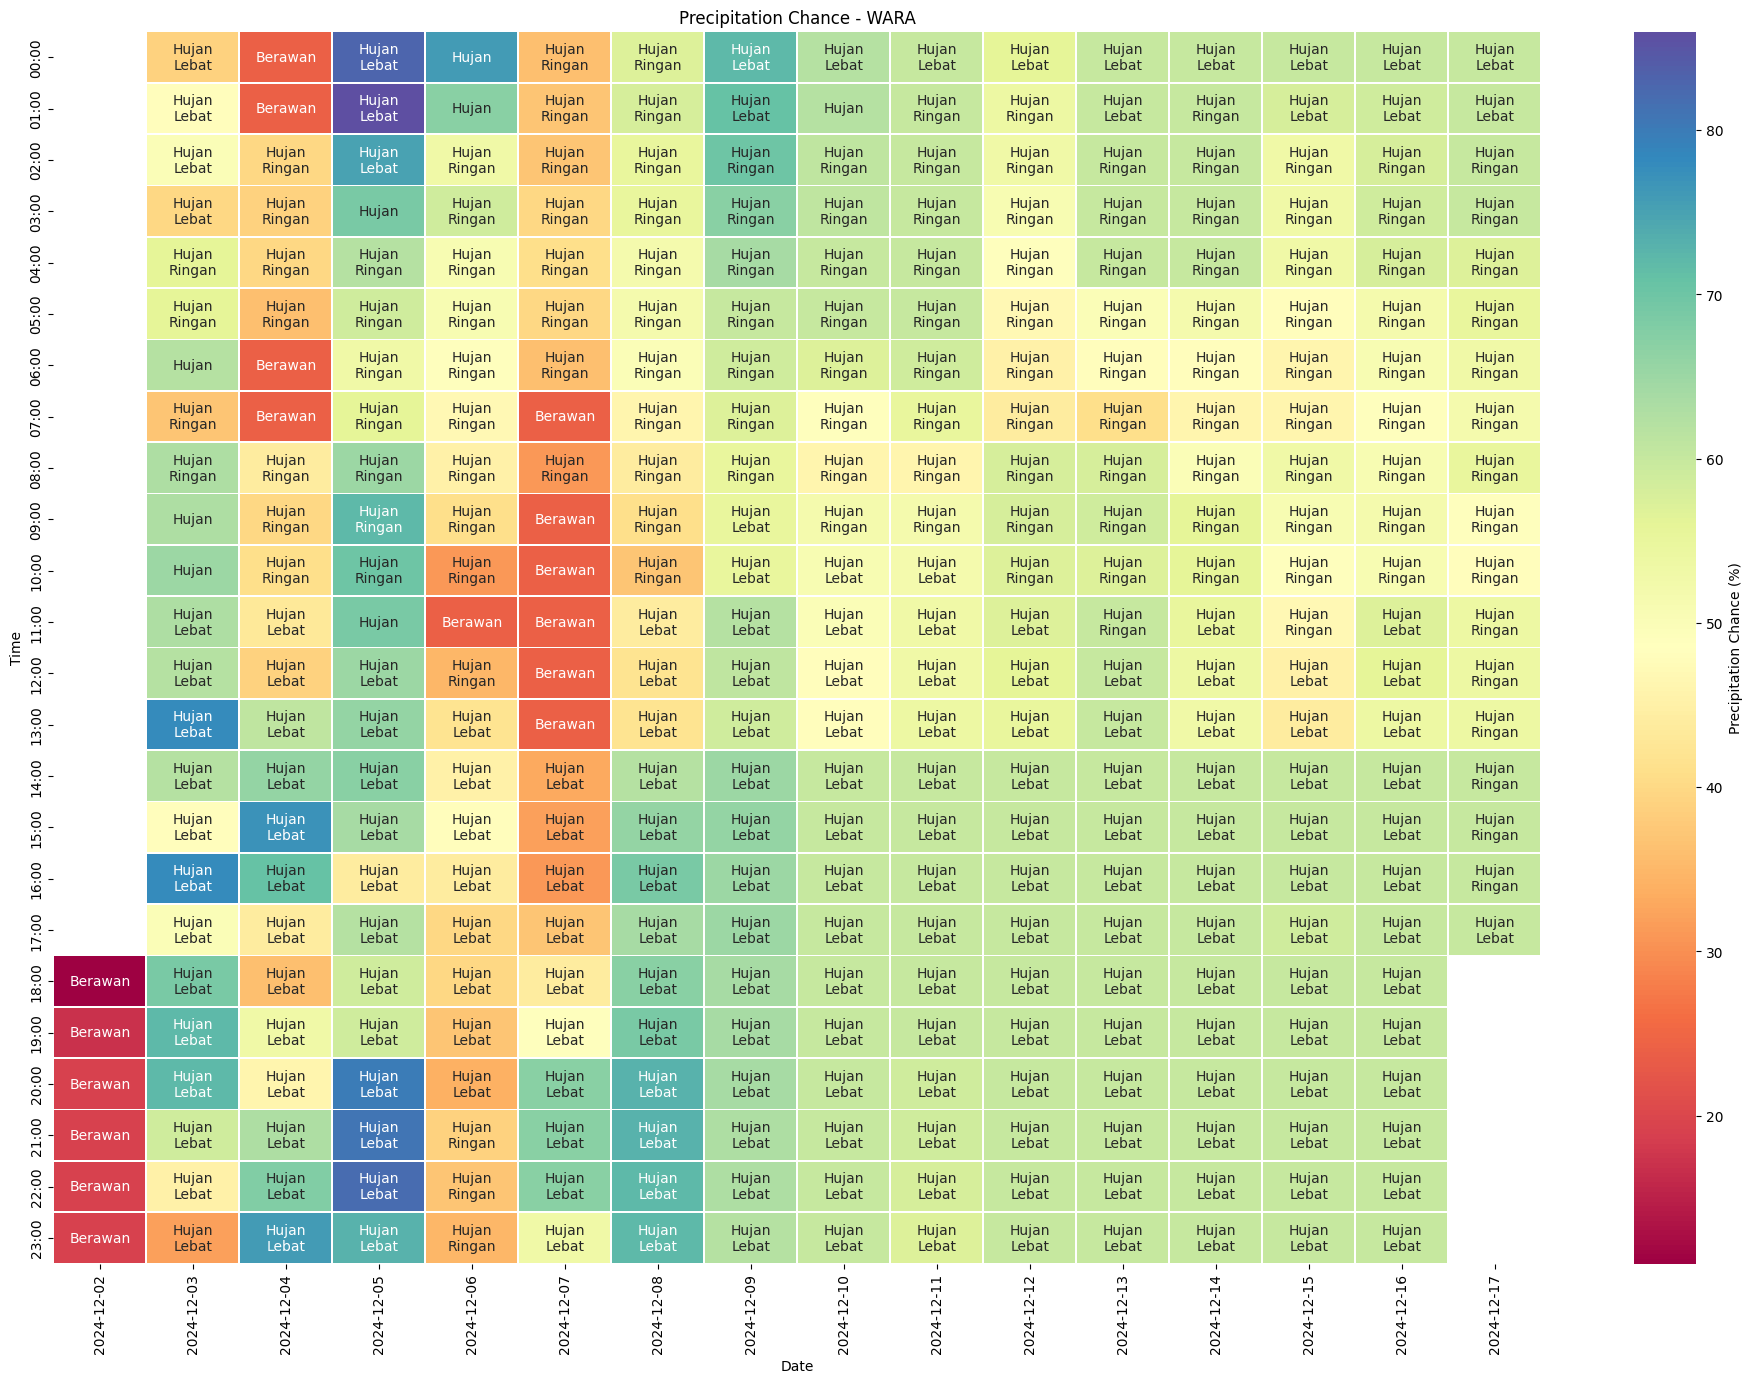 Precipitation Chance - WARA
00:00 Hujan Lebat Berawan Hujan Lebat Hujan Hujan Ringan Hujan Ringan Hujan Lebat Hujan Lebat Hujan Lebat Hujan Lebat Hujan Lebat Hujan Lebat Hujan Lebat Hujan Lebat Hujan Lebat
01:00 Hujan Lebat Berawan Hujan Lebat Hujan Hujan Ringan Hujan Ringan Hujan Lebat Hujan Hujan Ringan Hujan Ringan Hujan Lebat Hujan Ringan Hujan Lebat Hujan Lebat Hujan Lebat
02:00 Hujan Lebat Hujan Ringan Hujan Lebat Hujan Ringan Hujan Ringan Hujan Ringan Hujan Ringan Hujan Ringan Hujan Ringan Hujan Ringan Hujan Ringan Hujan Ringan Hujan Ringan Hujan Ringan Hujan Ringan
03:00 Hujan Lebat Hujan Ringan Hujan Hujan Ringan Hujan Ringan Hujan Ringan Hujan Ringan Hujan Ringan Hujan Ringan Hujan Ringan Hujan Ringan Hujan Ringan Hujan Ringan Hujan Ringan Hujan Ringan
04:00 Hujan Ringan Hujan Ringan Hujan Ringan Hujan Ringan Hujan Ringan Hujan Ringan Hujan Ringan Hujan Ringan Hujan Ringan Hujan Ringan Hujan Ringan Hujan Ringan Hujan Ringan Hujan Ringan Hujan Ringan
05:00 Hujan Ringan Hujan Ringan Hujan Ringan Hujan Ringan Hujan Ringan Hujan Ringan Hujan Ringan Hujan Ringan Hujan Ringan Hujan Ringan Hujan Ringan Hujan Ringan Hujan Ringan Hujan Ringan Hujan Ringan
06:00 Hujan Berawan Hujan Ringan Hujan Ringan Hujan Ringan Hujan Ringan Hujan Ringan Hujan Ringan Hujan Ringan Hujan Ringan Hujan Ringan Hujan Ringan Hujan Ringan Hujan Ringan Hujan Ringan
07:00 Hujan Ringan Berawan Hujan Ringan Hujan Ringan Berawan Hujan Ringan Hujan Ringan Hujan Ringan Hujan Ringan Hujan Ringan Hujan Ringan Hujan Ringan Hujan Ringan Hujan Ringan Hujan Ringan
08:00 Hujan Ringan Hujan Ringan Hujan Ringan Hujan Ringan Hujan Ringan Hujan Ringan Hujan Ringan Hujan Ringan Hujan Ringan Hujan Ringan Hujan Ringan Hujan Ringan Hujan Ringan Hujan Ringan Hujan Ringan
09:00 Hujan Hujan Ringan Hujan Ringan Hujan Ringan Berawan Hujan Ringan Hujan Lebat Hujan Ringan Hujan Ringan Hujan Ringan Hujan Ringan Hujan Ringan Hujan Ringan Hujan Ringan Hujan Ringan
10:00 Hujan Hujan Ringan Hujan Ringan Hujan Ringan Berawan Hujan Ringan Hujan Lebat Hujan Lebat Hujan Lebat Hujan Ringan Hujan Ringan Hujan Ringan Hujan Ringan Hujan Ringan Hujan Ringan
11:00 Hujan Lebat Hujan Lebat Hujan Berawan Berawan Hujan Lebat Hujan Lebat Hujan Lebat Hujan Lebat Hujan Lebat Hujan Ringan Hujan Lebat Hujan Ringan Hujan Lebat Hujan Ringan
12:00 Hujan Lebat Hujan Lebat Hujan Lebat Hujan Ringan Berawan Hujan Lebat Hujan Lebat Hujan Lebat Hujan Lebat Hujan Lebat Hujan Lebat Hujan Lebat Hujan Lebat Hujan Lebat Hujan Ringan
13:00 Hujan Lebat Hujan Lebat Hujan Lebat Hujan Lebat Berawan Hujan Lebat Hujan Lebat Hujan Lebat Hujan Lebat Hujan Lebat Hujan Lebat Hujan Lebat Hujan Lebat Hujan Lebat Hujan Ringan
14:00 Hujan Lebat Hujan Lebat Hujan Lebat Hujan Lebat Hujan Lebat Hujan Lebat Hujan Lebat Hujan Lebat Hujan Lebat Hujan Lebat Hujan Lebat Hujan Lebat Hujan Lebat Hujan Lebat Hujan Ringan
15:00 Hujan Lebat Hujan Lebat Hujan Lebat Hujan Lebat Hujan Lebat Hujan Lebat Hujan Lebat Hujan Lebat Hujan Lebat Hujan Lebat Hujan Lebat Hujan Lebat Hujan Lebat Hujan Lebat Hujan Ringan
16:00 Hujan Lebat Hujan Lebat Hujan Lebat Hujan Lebat Hujan Lebat Hujan Lebat Hujan Lebat Hujan Lebat Hujan Lebat Hujan Lebat Hujan Lebat Hujan Lebat Hujan Lebat Hujan Lebat Hujan Ringan
17:00 Hujan Lebat Hujan Lebat Hujan Lebat Hujan Lebat Hujan Lebat Hujan Lebat Hujan Lebat Hujan Lebat Hujan Lebat Hujan Lebat Hujan Lebat Hujan Lebat Hujan Lebat Hujan Lebat Hujan Lebat
18:00 Berawan Hujan Lebat Hujan Lebat Hujan Lebat Hujan Lebat Hujan Lebat Hujan Lebat Hujan Lebat Hujan Lebat Hujan Lebat Hujan Lebat Hujan Lebat Hujan Lebat Hujan Lebat Hujan Lebat
19:00 Berawan Hujan Lebat Hujan Lebat Hujan Lebat Hujan Lebat Hujan Lebat Hujan Lebat Hujan Lebat Hujan Lebat Hujan Lebat Hujan Lebat Hujan Lebat Hujan Lebat Hujan Lebat Hujan Lebat
20:00 Berawan Hujan Lebat Hujan Lebat Hujan Lebat Hujan Lebat Hujan Lebat Hujan Lebat Hujan Lebat Hujan Lebat Hujan Lebat Hujan Lebat Hujan Lebat Hujan Lebat Hujan Lebat Hujan Lebat
21:00 Berawan Hujan Lebat Hujan Lebat Hujan Lebat Hujan Ringan Hujan Lebat Hujan Lebat Hujan Lebat Hujan Lebat Hujan Lebat Hujan Lebat Hujan Lebat Hujan Lebat Hujan Lebat Hujan Lebat
22:00 Berawan Hujan Lebat Hujan Lebat Hujan Lebat Hujan Ringan Hujan Lebat Hujan Lebat Hujan Lebat Hujan Lebat Hujan Lebat Hujan Lebat Hujan Lebat Hujan Lebat Hujan Lebat Hujan Lebat
23:00 Berawan Hujan Lebat Hujan Lebat Hujan Lebat Hujan Ringan Hujan Lebat Hujan Lebat Hujan Lebat Hujan Lebat Hujan Lebat Hujan Lebat Hujan Lebat Hujan Lebat Hujan Lebat Hujan Lebat
Time
2024-12-02 2024-12-03 2024-12-04 2024-12-05 2024-12-06 2024-12-07 2024-12-08 2024-12-09 2024-12-10 2024-12-11 2024-12-12 2024-12-13 2024-12-14 2024-12-15 2024-12-16 2024-12-17
Date
80
70
60
50
40
30
20
Precipitation Chance (%)